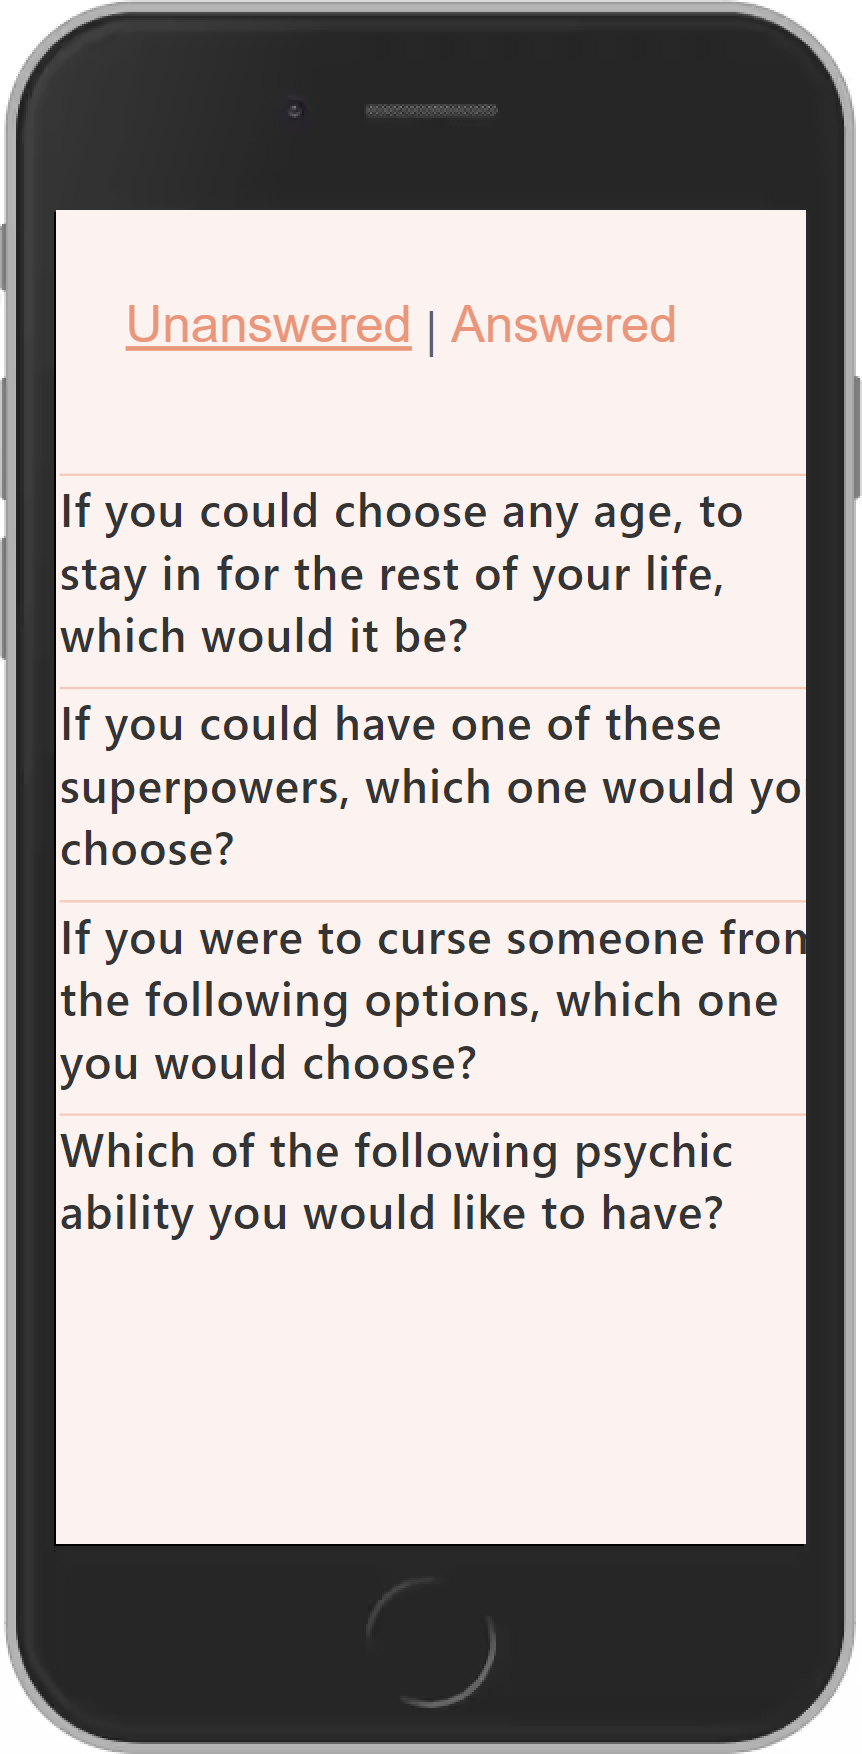 Unanswered | Answered
If you could choose any age, to
stay in for the rest of your life,
which would it be?
If you could have one of these
superpowers, which one would yo
choose?
If you were to curse someone from
the following options, which one
you would choose?
Which of the following psychic
ability you would like to have?